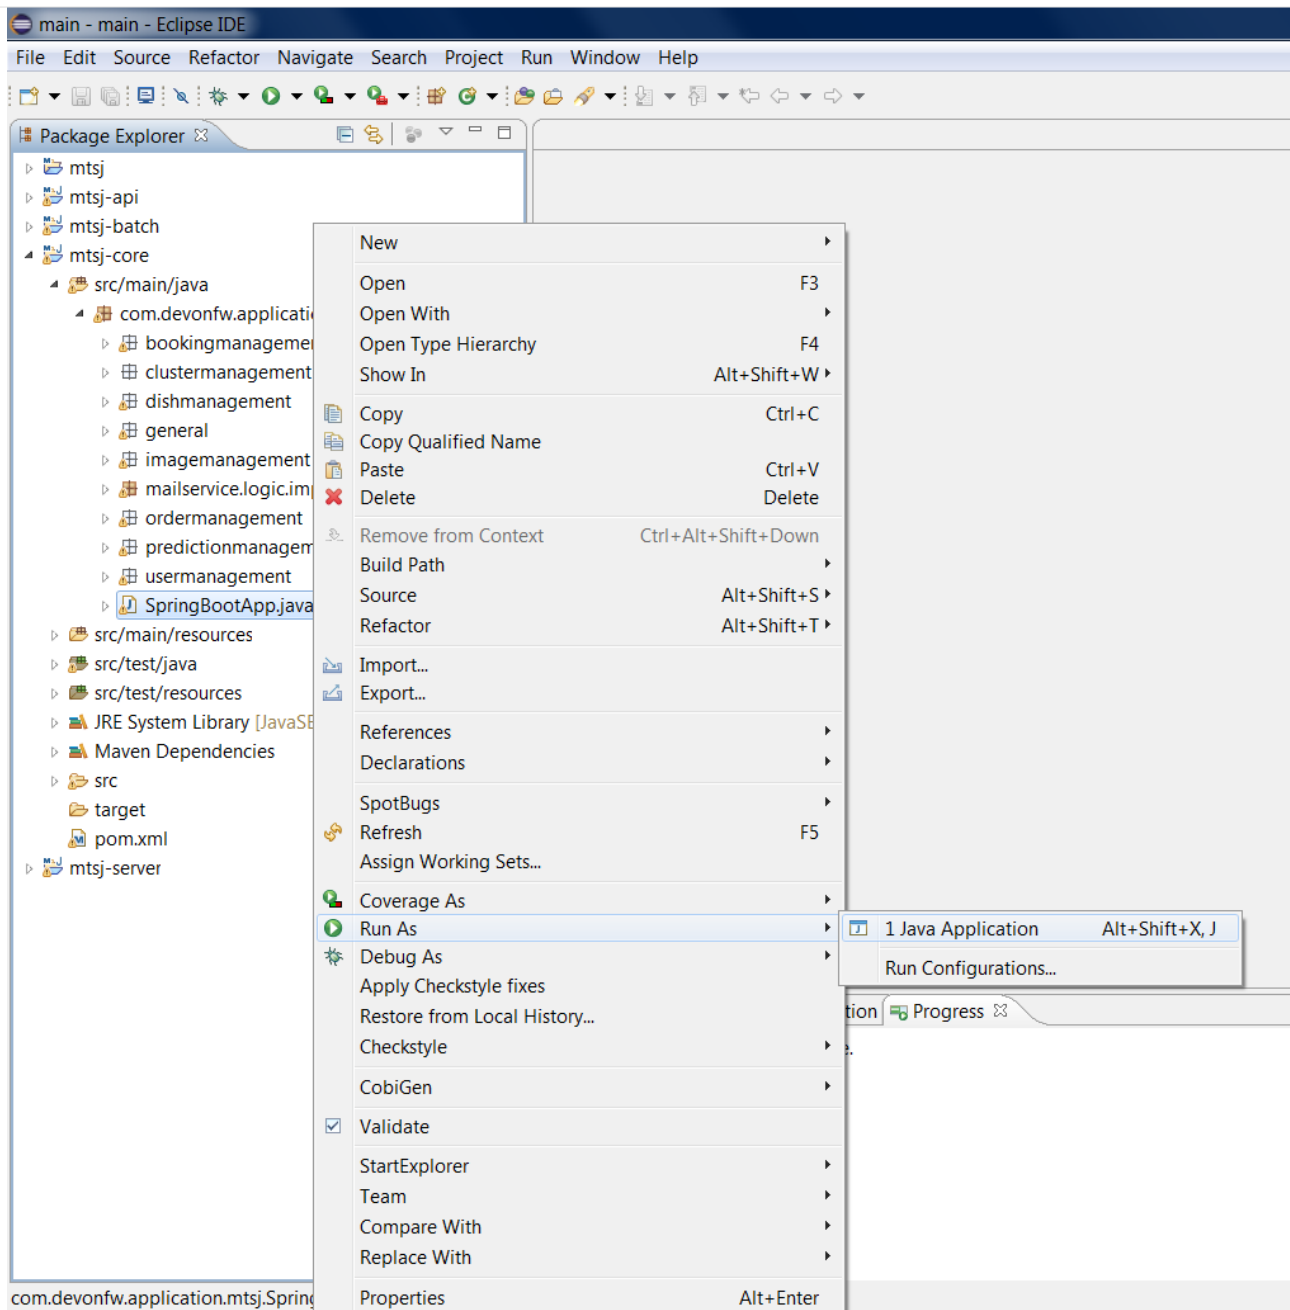 main - main - Eclipse IDE
File Edit Source Refactor Navigate Search Project Run Window Help
Package Explorer
mtsj
mtsj-api
mtsj-batch
mtsj-core
src/main/java
com.devonfw.applicati
bookingmanagemer
clustermanagement
dishmanagement
general
imagemanagement
mailservice.logic.imp
ordermanagement
predictionmanagem
usermanagement
SpringBootApp.java
src/main/resources
src/test/java
src/test/resources
JRE System Library [JavaSE
Maven Dependencies
src
target
pom.xml
mtsj-server
New
Open F3
Open With
Open Type Hierarchy F4
Show In Alt+Shift+W
Copy Ctrl+C
Copy Qualified Name
Paste Ctrl+V
Delete Delete
Remove from Context Ctrl+Alt+Shift+Down
Build Path
Source Alt+Shift+S
Refactor Alt+Shift+T
Import...
Export...
References
Declarations
SpotBugs
Refresh F5
Assign Working Sets...
Coverage As
Run As
Debug As
Apply Checkstyle fixes
Restore from Local History...
Checkstyle
CobiGen
Validate
StartExplorer
Team
Compare With
Replace With
Properties Alt+Enter
1 Java Application Alt+Shift+X, J
Run Configurations...
tion Progress
e.
com.devonfw.application.mtsj.Spring